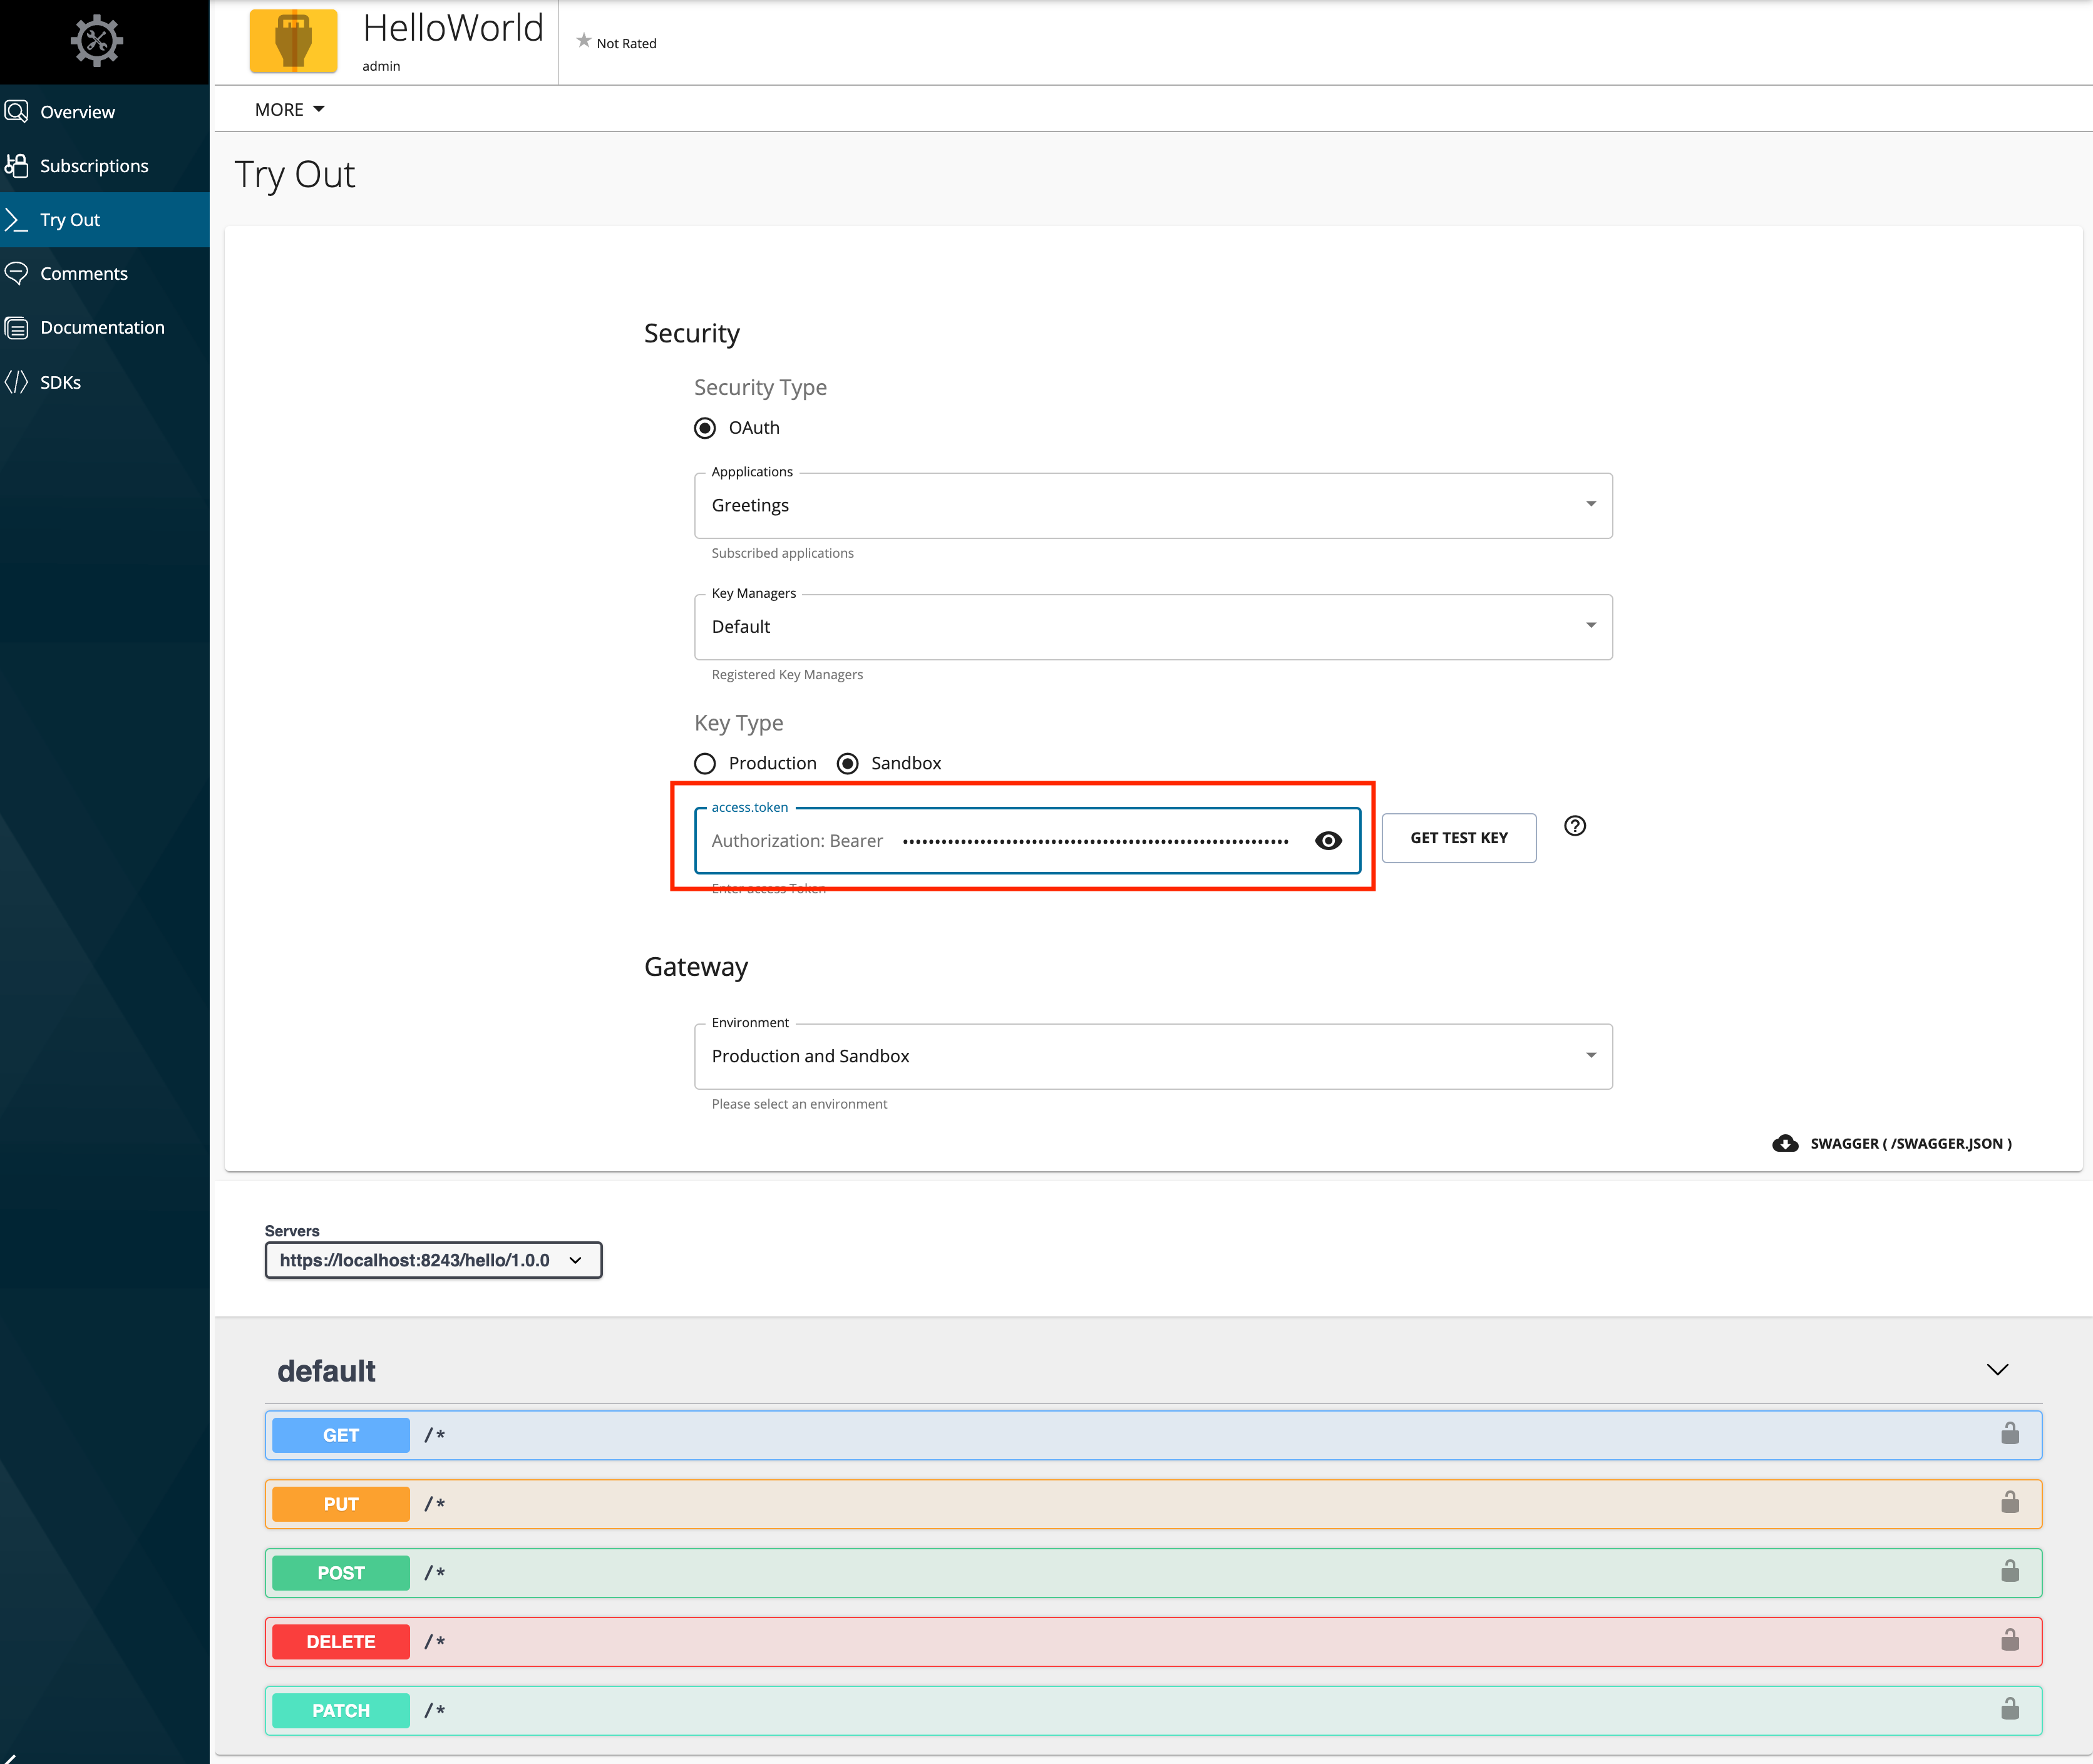 HelloWorld
admin
Not Rated
MORE
Overview
Subscriptions
Try Out
Comments
Documentation
SDKs
Try Out
Security
Security Type
OAuth
Appplications
Greetings
Subscribed applications
Key Managers
Default
Registered Key Managers
Key Type
Production Sandbox
access.token
Authorization: Bearer ••••••••••••••••••••••••••••••••••••••••••••••••••••••••••••
GET TEST KEY
Enter access Token
Gateway
Environment
Production and Sandbox
Please select an environment
SWAGGER ( /SWAGGER.JSON )
Servers
https://localhost:8243/hello/1.0.0
default
GET /*
PUT /*
POST /*
DELETE /*
PATCH /*